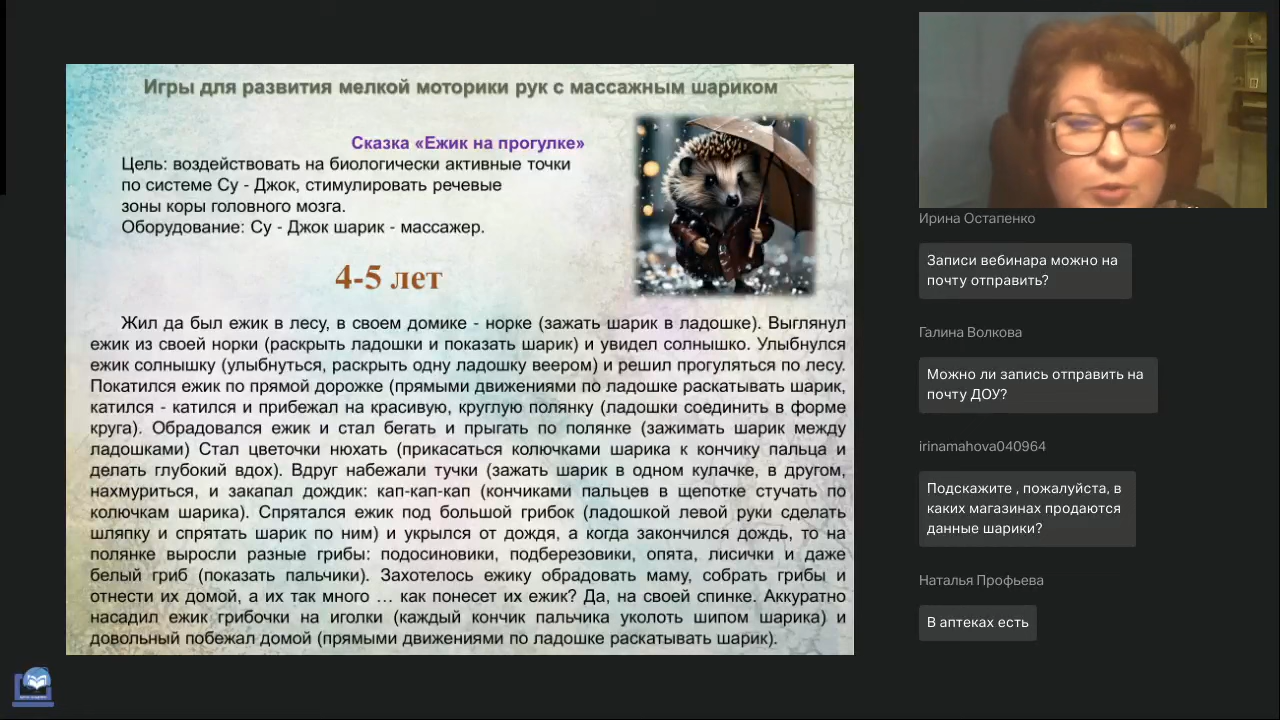 Игры для развития мелкой моторики рук с массажным шариком
Сказка «Ежик на прогулке»
Цель: воздействовать на биологически активные точки
по системе Су - Джок, стимулировать речевые
зоны коры головного мозга.
Оборудование: Су - Джок шарик - массажер.
4-5 лет
Жил да был ежик в лесу, в своем домике - норке (зажать шарик в ладошке). Выглянул
ежик из своей норки (раскрыть ладошки и показать шарик) и увидел солнышко. Улыбнулся
ежик солнышку (улыбнуться, раскрыть одну ладошку веером) и решил прогуляться по лесу.
Покатился ежик по прямой дорожке (прямыми движениями по ладошке раскатывать шарик,
катился - катился и прибежал на красивую, круглую полянку (ладошки соединить в форме
круга). Обрадовался ежик и стал бегать и прыгать по полянке (зажимать шарик между
ладошками) Стал цветочки нюхать (прикасаться колючками шарика к кончику пальца и
делать глубокий вдох). Вдруг набежали тучки (зажать шарик в одном кулачке, в другом,
нахмуриться, и закапал дождик: кап-кап-кап (кончиками пальцев в щепотке стучать по
колючкам шарика). Спрятался ежик под большой грибок (ладошкой левой руки сделать
шляпку и спрятать шарик по ним) и укрылся от дождя, а когда закончился дождь, то на
полянке выросли разные грибы: подосиновики, подберезовики, опята, лисички и даже
белый гриб (показать пальчики). Захотелось ежику обрадовать маму, собрать грибы и
отнести их домой, а их так много … как понесет их ежик? Да, на своей спинке. Аккуратно
насадил ежик грибочки на иголки (каждый кончик пальчика уколоть шипом шарика) и
довольный побежал домой (прямыми движениями по ладошке раскатывать шарик).
Ирина Остапенко
Записи вебинара можно на
почту отправить?
Галина Волкова
Можно ли запись отправить на
почту ДОУ?
irinamahova040964
Подскажите , пожалуйста, в
каких магазинах продаются
данные шарики?
Наталья Профьева
В аптеках есть